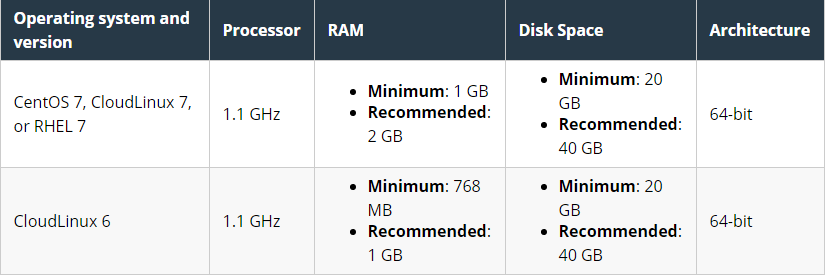 Operating system and
version
Processor
RAM
Disk Space
Architecture
CentOS 7, CloudLinux 7,
or RHEL 7
1.1 GHz
• Minimum: 1 GB
• Recommended:
2 GB
• Minimum: 20
GB
• Recommended:
40 GB
64-bit
CloudLinux 6
1.1 GHz
• Minimum: 768
MB
• Recommended:
1 GB
• Minimum: 20
GB
• Recommended:
40 GB
64-bit